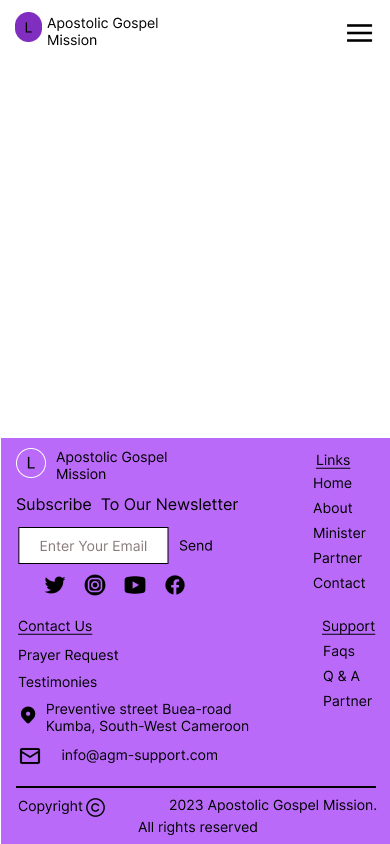 L
Apostolic Gospel
Mission
L
Apostolic Gospel
Mission
Subscribe To Our Newsletter
Enter Your Email
Send
Links
Home
About
Minister
Partner
Contact
Contact Us
Prayer Request
Testimonies
Preventive street Buea-road
Kumba, South-West Cameroon
info@agm-support.com
Support
Faqs
Q & A
Partner
Copyright ©
2023 Apostolic Gospel Mission.
All rights reserved